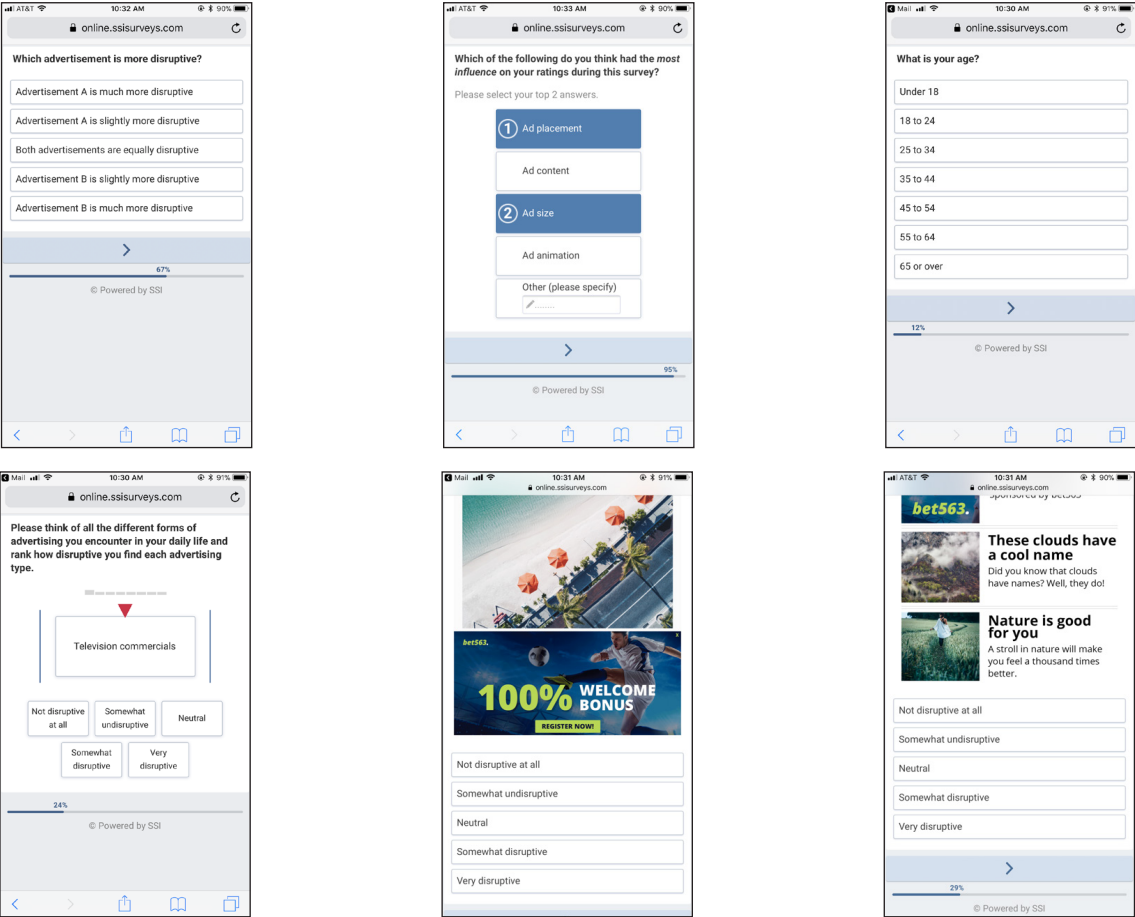 AT&T 10:32 AM 90%
online.ssisurveys.com
Which advertisement is more disruptive?
Advertisement A is much more disruptive
Advertisement A is slightly more disruptive
Both advertisements are equally disruptive
Advertisement B is slightly more disruptive
Advertisement B is much more disruptive
67%
© Powered by SSI
AT&T 10:33 AM 90%
online.ssisurveys.com
Which of the following do you think had the most
influence on your ratings during this survey?
Please select your top 2 answers.
1 Ad placement
Ad content
2 Ad size
Ad animation
Other (please specify)
95%
© Powered by SSI
Mail 10:30 AM 91%
online.ssisurveys.com
What is your age?
Under 18
18 to 24
25 to 34
35 to 44
45 to 54
55 to 64
65 or over
12%
© Powered by SSI
Mail 10:30 AM 91%
online.ssisurveys.com
Please think of all the different forms of
advertising you encounter in your daily life and
rank how disruptive you find each advertising
type.
Television commercials
Not disruptive
at all
Somewhat
undisruptive
Neutral
Somewhat
disruptive
Very
disruptive
24%
© Powered by SSI
Mail 10:31 AM 91%
online.ssisurveys.com
bet563.
X
100% WELCOME
BONUS
REGISTER NOW!
Not disruptive at all
Somewhat undisruptive
Neutral
Somewhat disruptive
Very disruptive
AT&T 10:31 AM 90%
online.ssisurveys.com
Sponsored by bet563
bet563.
These clouds have
a cool name
Did you know that clouds
have names? Well, they do!
Nature is good
for you
A stroll in nature will make
you feel a thousand times
better.
Not disruptive at all
Somewhat undisruptive
Neutral
Somewhat disruptive
Very disruptive
29%
© Powered by SSI